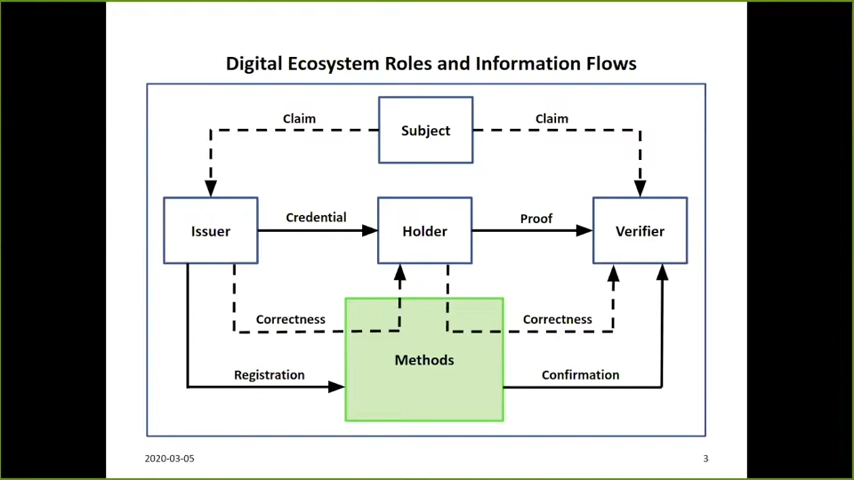 Digital Ecosystem Roles and Information Flows
Claim
Subject
Claim
Issuer
Credential
Holder
Proof
Verifier
Correctness
Correctness
Methods
Registration
Confirmation
2020-03-05
3